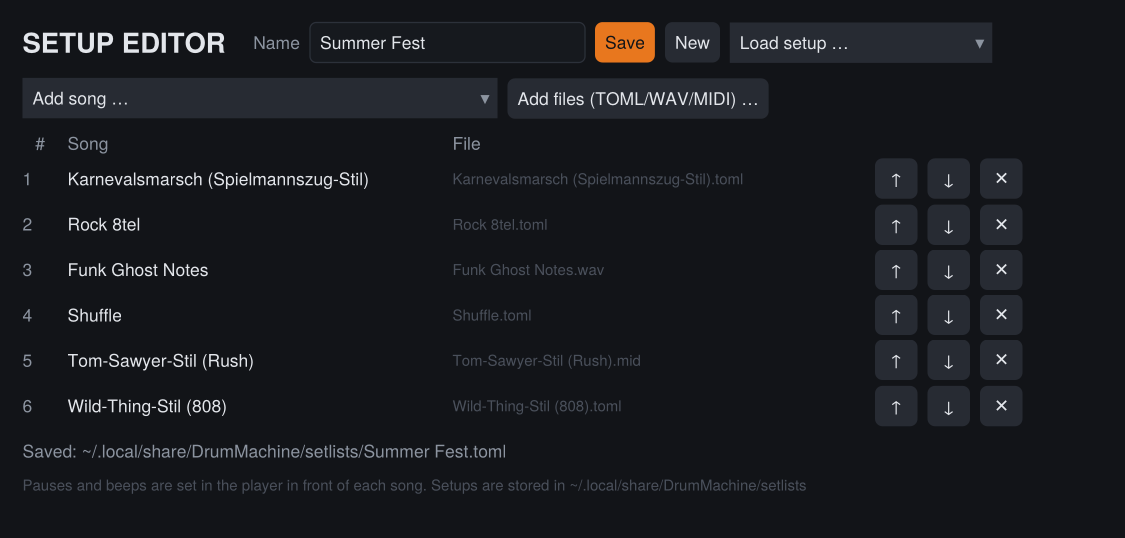 SETUP EDITOR Name Summer Fest Save New Load setup … ▾
Add song … ▾ Add files (TOML/WAV/MIDI) …
# Song File
1 Karnevalsmarsch (Spielmannszug-Stil) Karnevalsmarsch (Spielmannszug-Stil).toml ↑ ↓ ✕
2 Rock 8tel Rock 8tel.toml ↑ ↓ ✕
3 Funk Ghost Notes Funk Ghost Notes.wav ↑ ↓ ✕
4 Shuffle Shuffle.toml ↑ ↓ ✕
5 Tom-Sawyer-Stil (Rush) Tom-Sawyer-Stil (Rush).mid ↑ ↓ ✕
6 Wild-Thing-Stil (808) Wild-Thing-Stil (808).toml ↑ ↓ ✕
Saved: ~/.local/share/DrumMachine/setlists/Summer Fest.toml
Pauses and beeps are set in the player in front of each song. Setups are stored in ~/.local/share/DrumMachine/setlists